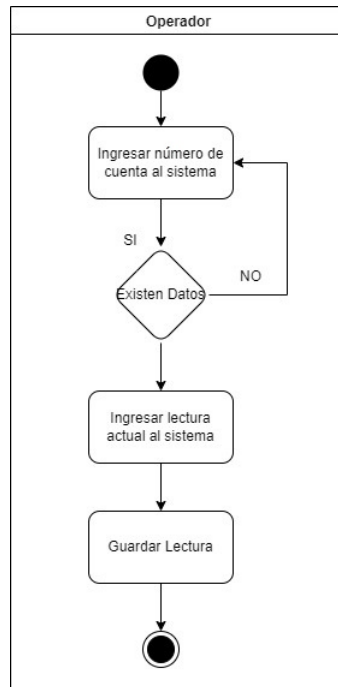 Operador
Ingresar número de
cuenta al sistema
SI
NO
Existen Datos
Ingresar lectura
actual al sistema
Guardar Lectura